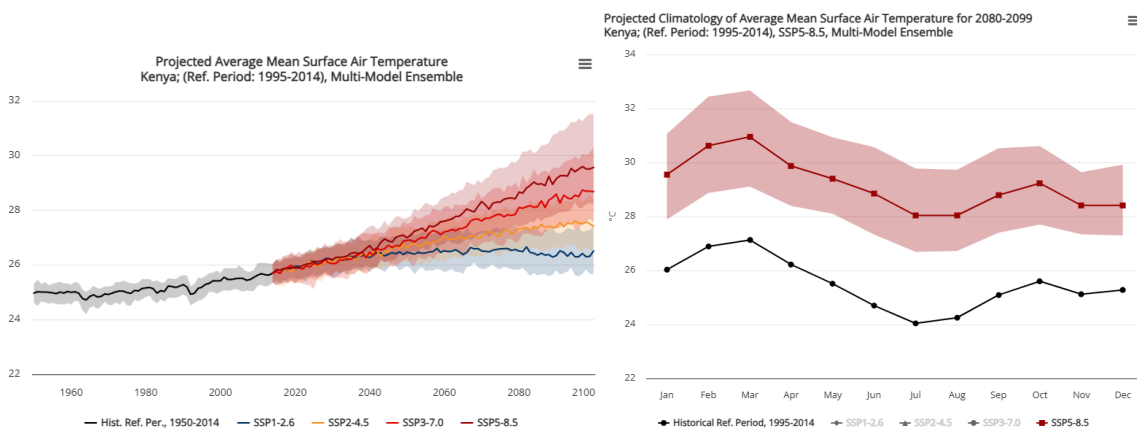 Projected Average Mean Surface Air Temperature
Kenya; (Ref. Period: 1995-2014), Multi-Model Ensemble
32
30
28
26
24
22
1960
1980
2000
2020
2040
2060
2080
2100
Hist. Ref. Per., 1950-2014
SSP1-2.6
SSP2-4.5
SSP3-7.0
SSP5-8.5
Projected Climatology of Average Mean Surface Air Temperature for 2080-2099
Kenya; (Ref. Period: 1995-2014), SSP5-8.5, Multi-Model Ensemble
34
32
30
28
°C
26
24
22
Jan
Feb
Mar
Apr
May
Jun
Jul
Aug
Sep
Oct
Nov
Dec
Historical Ref. Period, 1995-2014
SSP1-2.6
SSP2-4.5
SSP3-7.0
SSP5-8.5